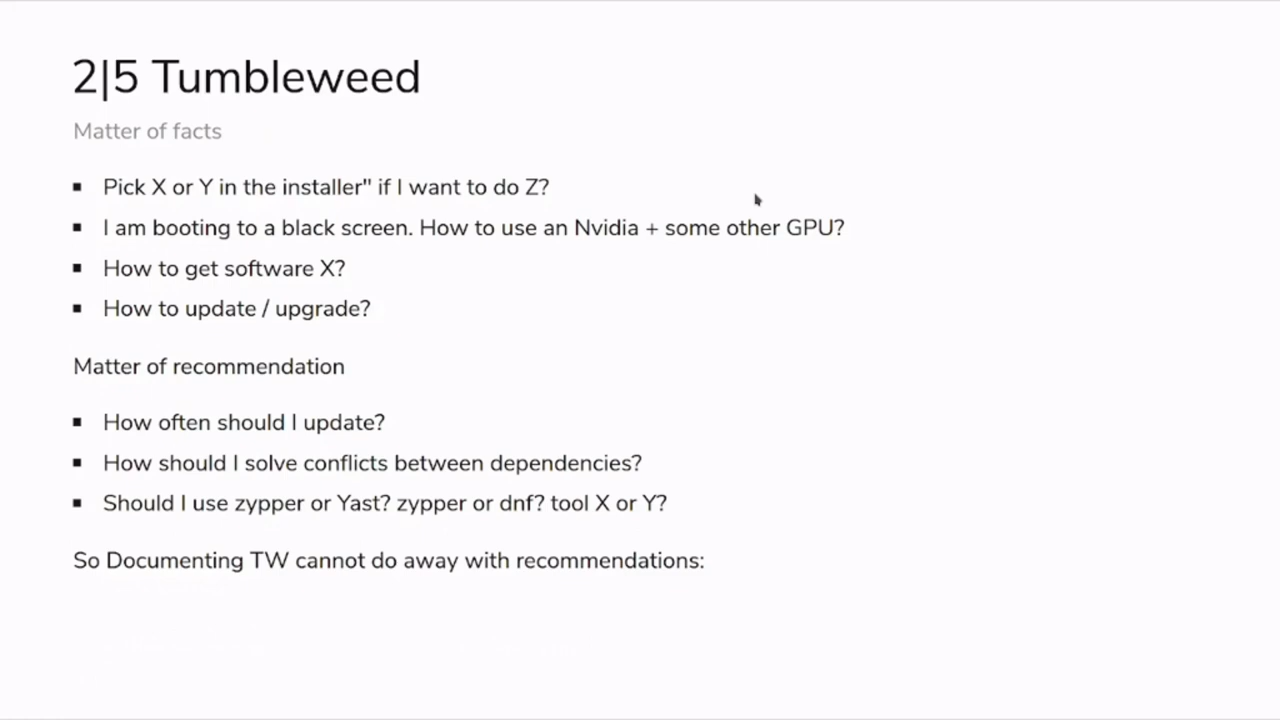 2|5 Tumbleweed
Matter of facts
▪ Pick X or Y in the installer" if I want to do Z?
▪ I am booting to a black screen. How to use an Nvidia + some other GPU?
▪ How to get software X?
▪ How to update / upgrade?
Matter of recommendation
▪ How often should I update?
▪ How should I solve conflicts between dependencies?
▪ Should I use zypper or Yast? zypper or dnf? tool X or Y?
So Documenting TW cannot do away with recommendations: